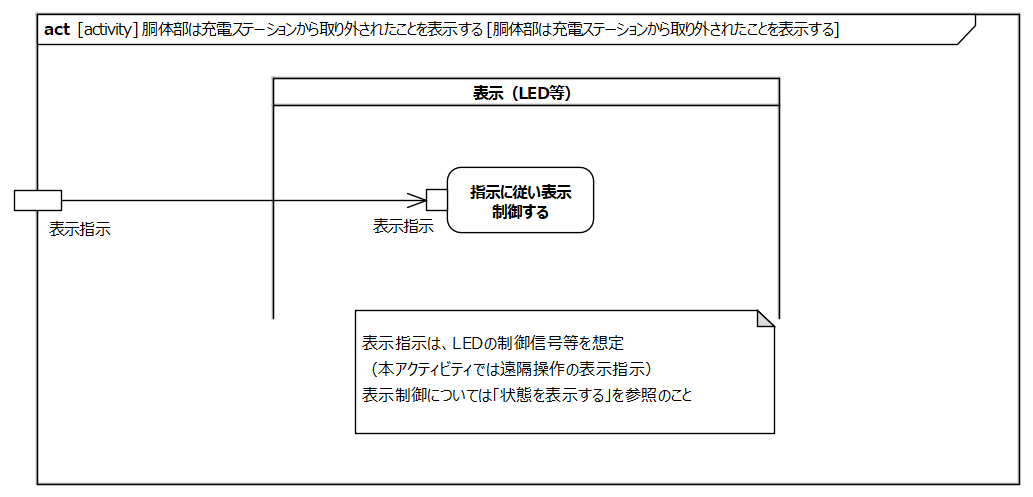 act [activity] 胴体部は充電ステーションから取り外されたことを表示する [胴体部は充電ステーションから取り外されたことを表示する]
表示（LED等）
指示に従い表示
制御する
表示指示
表示指示
表示指示は、LEDの制御信号等を想定
（本アクティビティでは遠隔操作の表示指示）
表示制御については「状態を表示する」を参照のこと